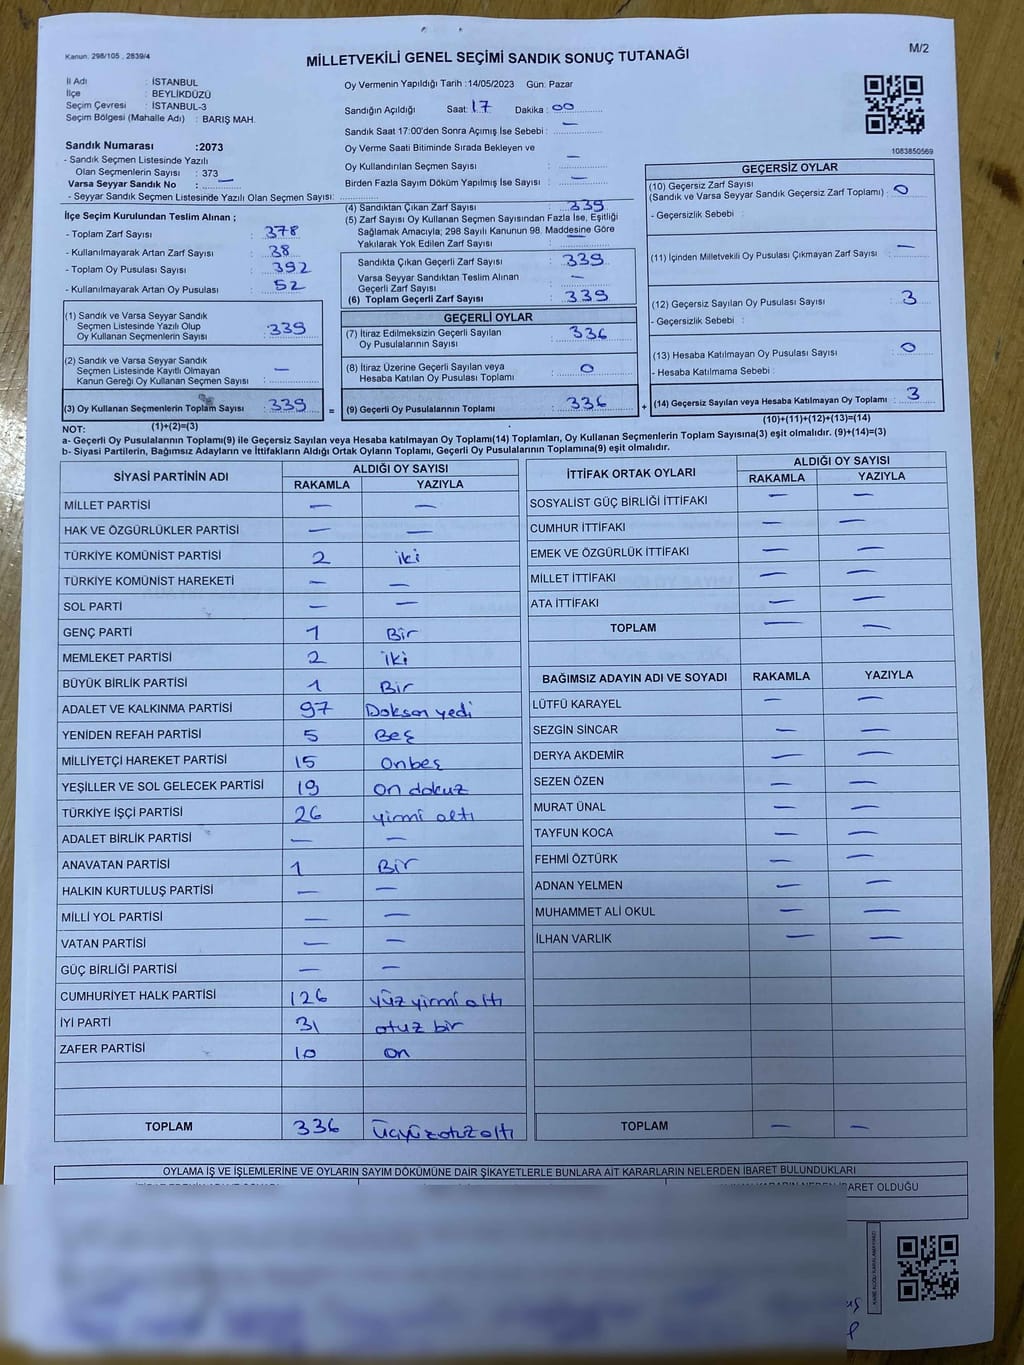 Kanun. 298/105 , 2839/4
MİLLETVEKİLİ GENEL SEÇİMİ SANDIK SONUÇ TUTANAĞI
M/2
İl Adı : İSTANBUL
İlçe : BEYLİKDÜZÜ
Seçim Çevresi : İSTANBUL-3
Seçim Bölgesi (Mahalle Adı) : BARIŞ MAH.
Sandık Numarası :2073
- Sandık Seçmen Listesinde Yazılı
Olan Seçmenlerin Sayısı : 373
Varsa Seyyar Sandık No : —
- Seyyar Sandık Seçmen Listesinde Yazılı Olan Seçmen Sayısı:
İlçe Seçim Kurulundan Teslim Alınan ;
- Toplam Zarf Sayısı : 378
- Kullanılmayarak Artan Zarf Sayısı : 38
- Toplam Oy Pusulası Sayısı : 392
- Kullanılmayarak Artan Oy Pusulası : 52
(1) Sandık ve Varsa Seyyar Sandık
Seçmen Listesinde Yazılı Olup
Oy Kullanan Seçmenlerin Sayısı : 339
(2) Sandık ve Varsa Seyyar Sandık
Seçmen Listesinde Kayıtlı Olmayan
Kanun Gereği Oy Kullanan Seçmen Sayısı : —
(3) Oy Kullanan Seçmenlerin Toplam Sayısı : 339
(1)+(2)=(3)
Oy Vermenin Yapıldığı Tarih :14/05/2023 Gün: Pazar
Sandığın Açıldığı Saat: 17 Dakika : 00
Sandık Saat 17:00'den Sonra Açımış İse Sebebi : —
Oy Verme Saati Bitiminde Sırada Bekleyen ve
Oy Kullandırılan Seçmen Sayısı : —
Birden Fazla Sayım Döküm Yapılmış İse Sayısı : —
(4) Sandıktan Çıkan Zarf Sayısı : 339
(5) Zarf Sayısı Oy Kullanan Seçmen Sayısından Fazla İse, Eşitliği
Sağlamak Amacıyla; 298 Sayılı Kanunun 98. Maddesine Göre
Yakılarak Yok Edilen Zarf Sayısı : —
Sandıkta Çıkan Geçerli Zarf Sayısı : 339
Varsa Seyyar Sandıktan Teslim Alınan
Geçerli Zarf Sayısı : —
(6) Toplam Geçerli Zarf Sayısı : 339
GEÇERLİ OYLAR
(7) İtiraz Edilmeksizin Geçerli Sayılan
Oy Pusulalarının Sayısı : 336
(8) İtiraz Üzerine Geçerli Sayılan veya
Hesaba Katılan Oy Pusulası Toplamı : 0
= (9) Geçerli Oy Pusulalarının Toplamı : 336 +
1083850569
GEÇERSİZ OYLAR
(10) Geçersiz Zarf Sayısı
(Sandık ve Varsa Seyyar Sandık Geçersiz Zarf Toplamı) : 0
- Geçersizlik Sebebi :
(11) İçinden Milletvekili Oy Pusulası Çıkmayan Zarf Sayısı : —
(12) Geçersiz Sayılan Oy Pusulası Sayısı : 3
- Geçersizlik Sebebi :
(13) Hesaba Katılmayan Oy Pusulası Sayısı : 0
- Hesaba Katılmama Sebebi :
(14) Geçersiz Sayılan veya Hesaba Katılmayan Oy Toplamı : 3
(10)+(11)+(12)+(13)=(14)
NOT:
a- Geçerli Oy Pusulalarının Toplamı(9) ile Geçersiz Sayılan veya Hesaba katılmayan Oy Toplamı(14) Toplamları, Oy Kullanan Seçmenlerin Toplam Sayısına(3) eşit olmalıdır. (9)+(14)=(3)
b- Siyasi Partilerin, Bağımsız Adayların ve İttifakların Aldığı Ortak Oyların Toplamı, Geçerli Oy Pusulalarının Toplamına(9) eşit olmalıdır.
SİYASİ PARTİNİN ADI ALDIĞI OY SAYISI
RAKAMLA YAZIYLA
MİLLET PARTİSİ — —
HAK VE ÖZGÜRLÜKLER PARTİSİ — —
TÜRKİYE KOMÜNİST PARTİSİ 2 iki
TÜRKİYE KOMÜNİST HAREKETİ — —
SOL PARTİ — —
GENÇ PARTİ 1 Bir
MEMLEKET PARTİSİ 2 iki
BÜYÜK BİRLİK PARTİSİ 1 Bir
ADALET VE KALKINMA PARTİSİ 97 Doksan yedi
YENİDEN REFAH PARTİSİ 5 Beş
MİLLİYETÇİ HAREKET PARTİSİ 15 Onbeş
YEŞİLLER VE SOL GELECEK PARTİSİ 19 on dokuz
TÜRKİYE İŞÇİ PARTİSİ 26 yirmi altı
ADALET BİRLİK PARTİSİ — —
ANAVATAN PARTİSİ 1 Bir
HALKIN KURTULUŞ PARTİSİ — —
MİLLİ YOL PARTİSİ — —
VATAN PARTİSİ — —
GÜÇ BİRLİĞİ PARTİSİ — —
CUMHURİYET HALK PARTİSİ 126 yüz yirmi altı
İYİ PARTİ 31 otuz bir
ZAFER PARTİSİ 10 on
TOPLAM 336 üçyüzotuzaltı
İTTİFAK ORTAK OYLARI ALDIĞI OY SAYISI
RAKAMLA YAZIYLA
SOSYALİST GÜÇ BİRLİĞİ İTTİFAKI — —
CUMHUR İTTİFAKI — —
EMEK VE ÖZGÜRLÜK İTTİFAKI — —
MİLLET İTTİFAKI — —
ATA İTTİFAKI — —
TOPLAM — —
BAĞIMSIZ ADAYIN ADI VE SOYADI RAKAMLA YAZIYLA
LÜTFÜ KARAYEL — —
SEZGİN SİNCAR — —
DERYA AKDEMİR — —
SEZEN ÖZEN — —
MURAT ÜNAL — —
TAYFUN KOCA — —
FEHMİ ÖZTÜRK — —
ADNAN YELMEN — —
MUHAMMET ALİ OKUL — —
İLHAN VARLIK — —
TOPLAM — —
OYLAMA İŞ VE İŞLEMLERİNE VE OYLARIN SAYIM DÖKÜMÜNE DAİR ŞİKAYETLERLE BUNLARA AİT KARARLARIN NELERDEN İBARET BULUNDUKLARI
KARARIN NEDEN İBARET OLDUĞU